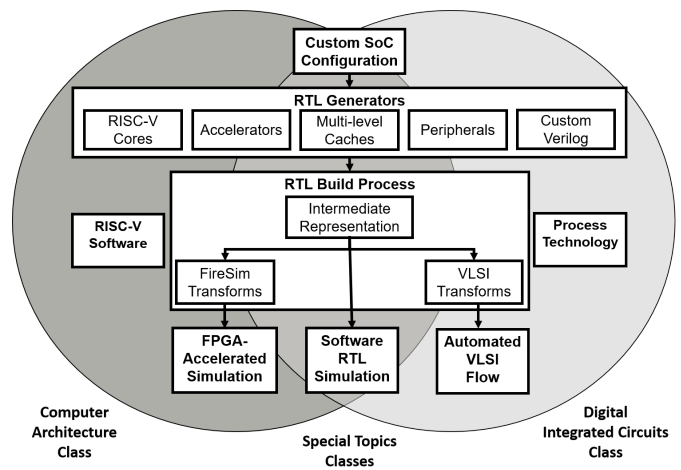 Custom SoC
Configuration
RTL Generators
RISC-V
Cores
Accelerators
Multi-level
Caches
Peripherals
Custom
Verilog
RTL Build Process
Intermediate
Representation
RISC-V
Software
Process
Technology
FireSim
Transforms
VLSI
Transforms
FPGA-
Accelerated
Simulation
Software
RTL
Simulation
Automated
VLSI
Flow
Computer
Architecture
Class
Special Topics
Classes
Digital
Integrated Circuits
Class